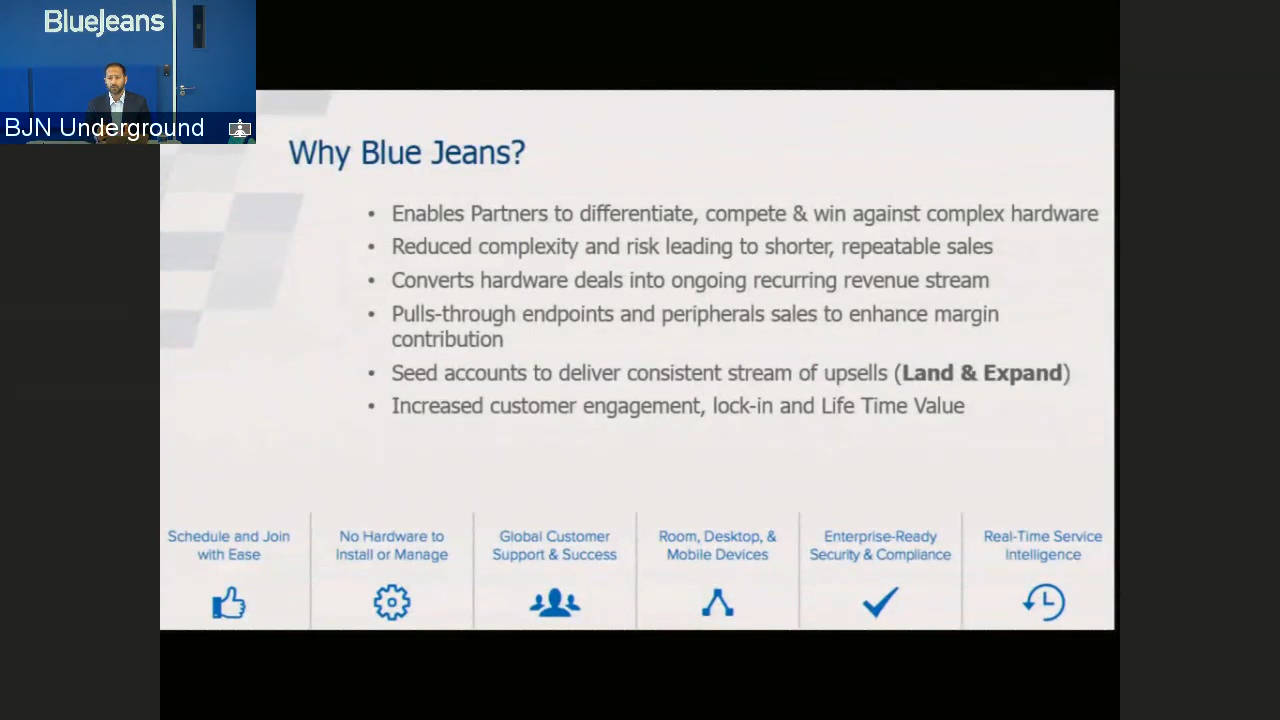 BlueJeans
BJN Underground
Why Blue Jeans?
• Enables Partners to differentiate, compete & win against complex hardware
• Reduced complexity and risk leading to shorter, repeatable sales
• Converts hardware deals into ongoing recurring revenue stream
• Pulls-through endpoints and peripherals sales to enhance margin
contribution
• Seed accounts to deliver consistent stream of upsells (Land & Expand)
• Increased customer engagement, lock-in and Life Time Value
Schedule and Join
with Ease
No Hardware to
Install or Manage
Global Customer
Support & Success
Room, Desktop, &
Mobile Devices
Enterprise-Ready
Security & Compliance
Real-Time Service
Intelligence